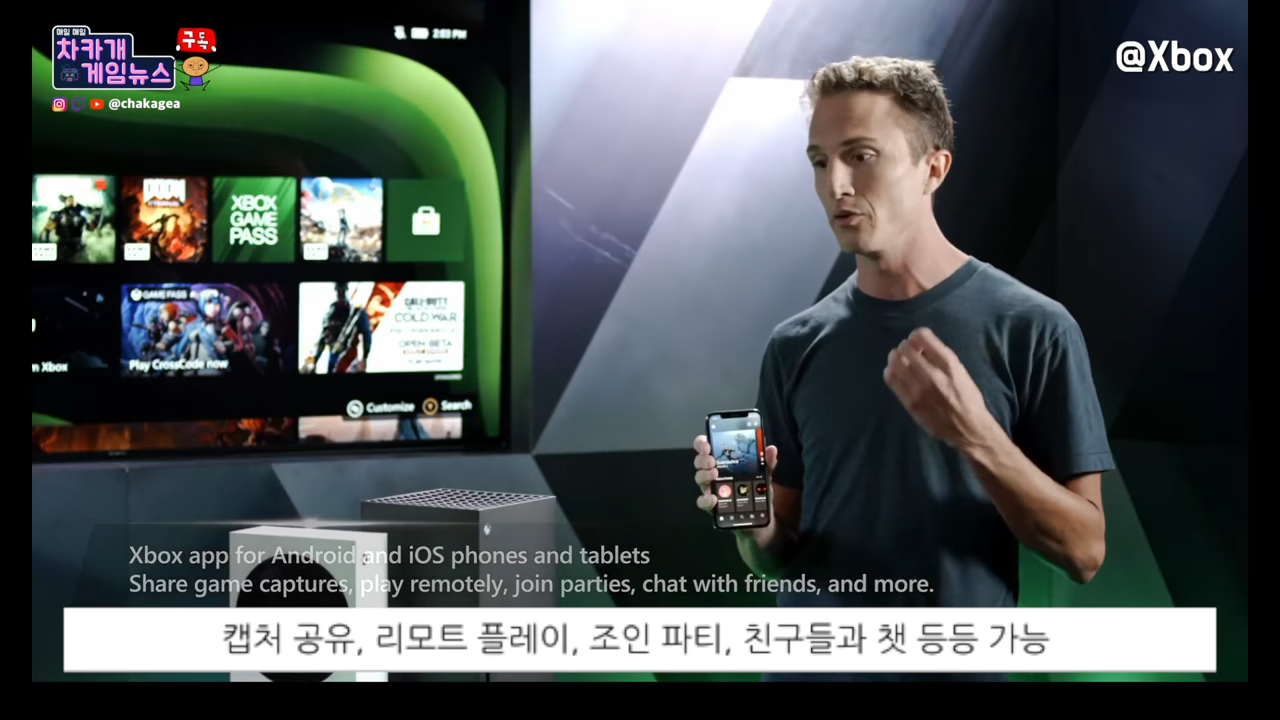 매일 매일
차카개
게임뉴스
구독
@chakagea
@Xbox
2:53 PM
DOOM
XBOX
GAME
PASS
GAME PASS
Play CrossCode now
n Xbox
CALL OF DUTY
COLD WAR
OPEN BETA
Customize
Search
Xbox app for Android and iOS phones and tablets
Share game captures, play remotely, join parties, chat with friends, and more.
캡처 공유, 리모트 플레이, 조인 파티, 친구들과 챗 등등 가능